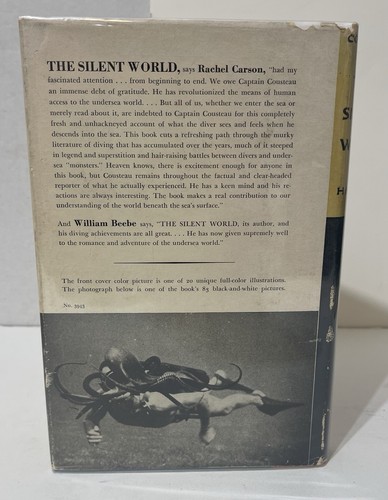 THE SILENT WORLD, says Rachel Carson, "had my
fascinated attention . . . from beginning to end. We owe Captain Cousteau
an immense debt of gratitude. He has revolutionized the means of human
access to the undersea world. . . . But all of us, whether we enter the sea or
merely read about it, are indebted to Captain Cousteau for this completely
fresh and unhackneyed account of what the diver sees and feels when he
descends into the sea. This book cuts a refreshing path through the murky
literature of diving that has accumulated over the years, much of it steeped
in legend and superstition and hair-raising battles between divers and under-
sea "monsters." Heaven knows, there is excitement enough for anyone in
this book, but Cousteau remains throughout the factual and clear-headed
reporter of what he actually experienced. He has a keen mind and his re-
actions are always interesting. The book makes a real contribution to our
understanding of the world beneath the sea's surface."
And William Beebe says, "THE SILENT WORLD, its author, and
his diving achievements are all great. . . . He has now given supremely well
to the romance and adventure of the undersea world."
The front cover color picture is one of 20 unique full-color illustrations.
The photograph below is one of the book's 85 black-and-white pictures.